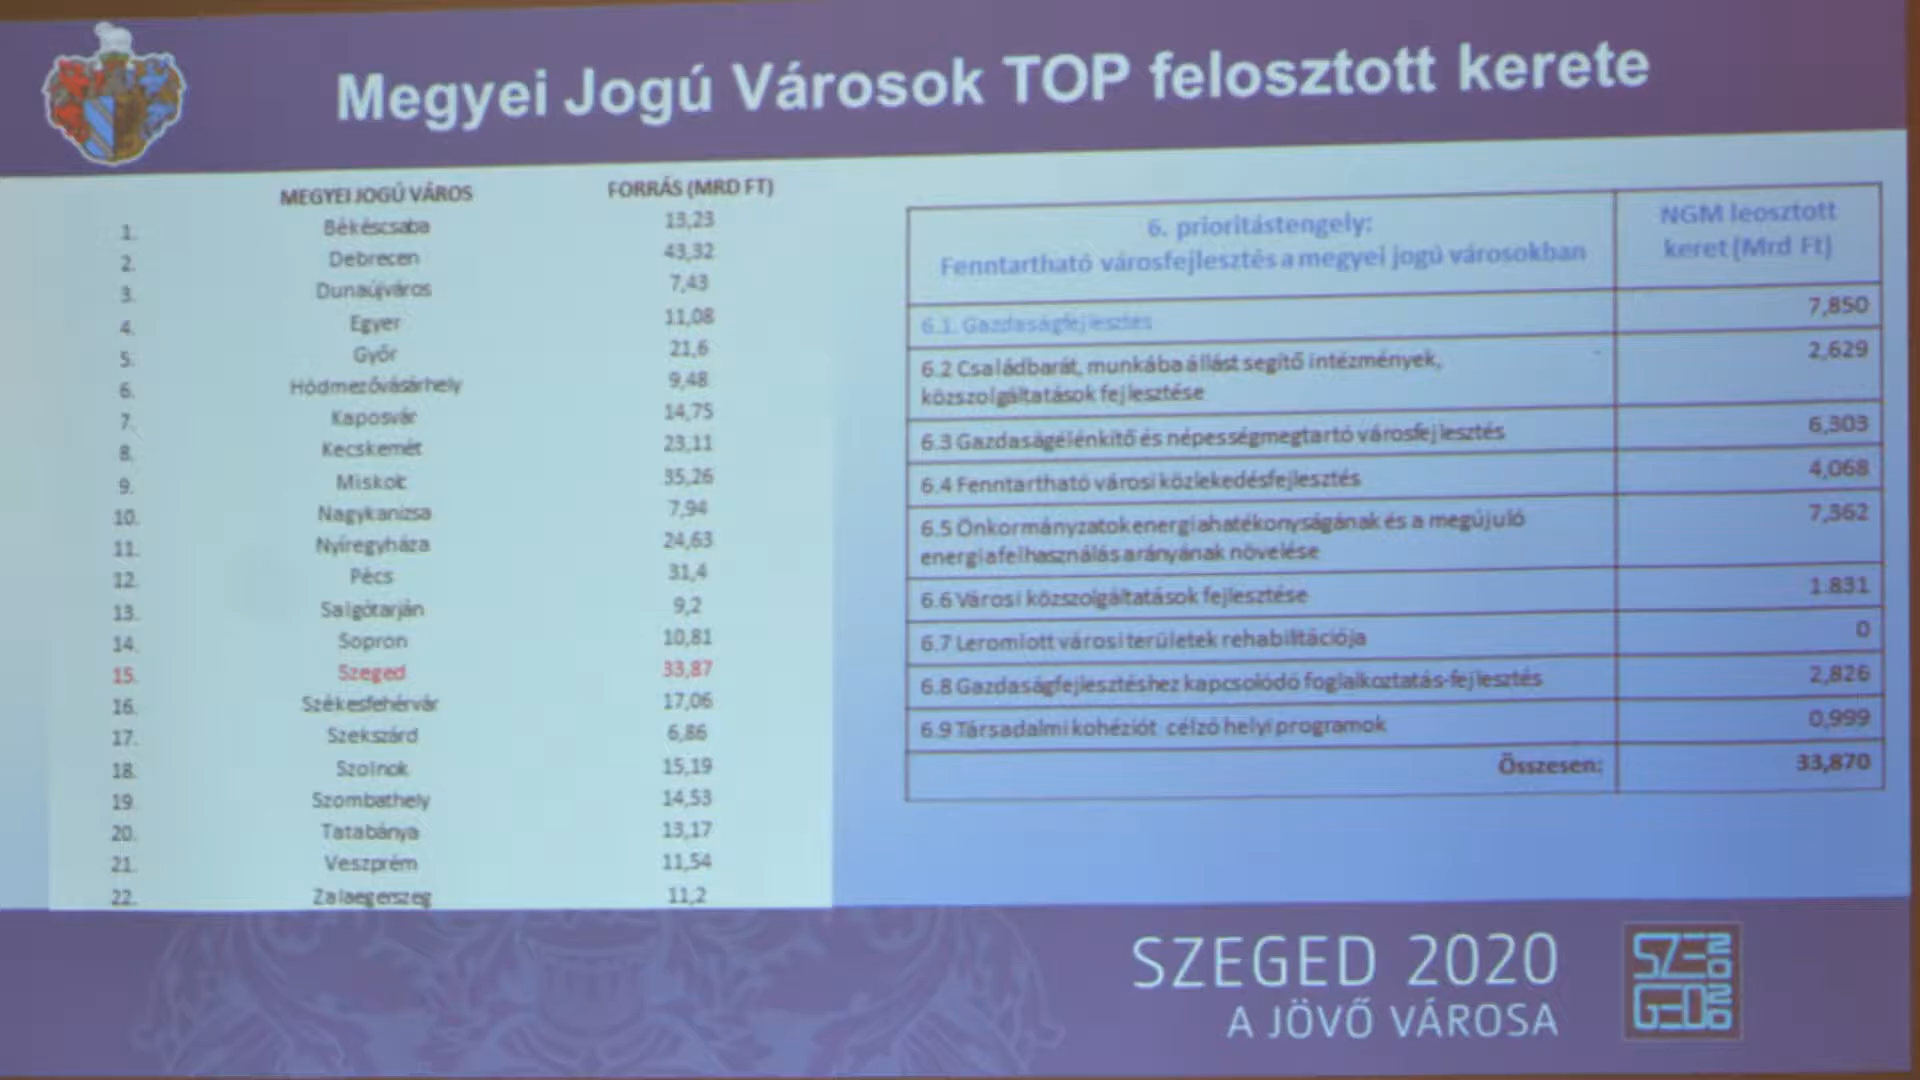 Megyei Jogú Városok TOP felosztott kerete
MEGYEI JOGÚ VÁROS FORRÁS (MRD FT)
1. Békéscsaba 13,23
2. Debrecen 43,32
3. Dunaújváros 7,43
4. Egyer 11,08
5. Győr 21,6
6. Hódmezővásárhely 9,48
7. Kaposvár 14,75
8. Kecskemét 23,11
9. Miskolc 35,26
10. Nagykanizsa 7,94
11. Nyíregyháza 24,63
12. Pécs 31,4
13. Salgótarján 9,2
14. Sopron 10,81
15. Szeged 33,87
16. Székesfehérvár 17,06
17. Szekszárd 6,86
18. Szolnok 15,19
19. Szombathely 14,53
20. Tatabánya 13,17
21. Veszprém 11,54
22. Zalaegerszeg 11,2
6. prioritástengely:
Fenntartható városfejlesztés a megyei jogú városokban
NGM leosztott
keret (Mrd Ft)
6.1. Gazdaságfejlesztés 7,850
6.2 Családbarát, munkába állást segítő intézmények,
közszolgáltatások fejlesztése
2,629
6.3 Gazdaságélénkítő és népességmegtartó városfejlesztés 6,303
6.4 Fenntartható városi közlekedésfejlesztés 4,068
6.5 Önkormányzatok energiahatékonyságának és a megújuló
energiafelhasználás arányának növelése
7,362
6.6 Városi közszolgáltatások fejlesztése 1.831
6.7 Leromlott városi területek rehabilitációja 0
6.8 Gazdaságfejlesztéshez kapcsolódó foglalkoztatás-fejlesztés 2,826
6.9 Társadalmi kohéziót célzó helyi programok 0,999
Összesen: 33,870
SZEGED 2020
A JÖVŐ VÁROSA
SZE
GED
2020